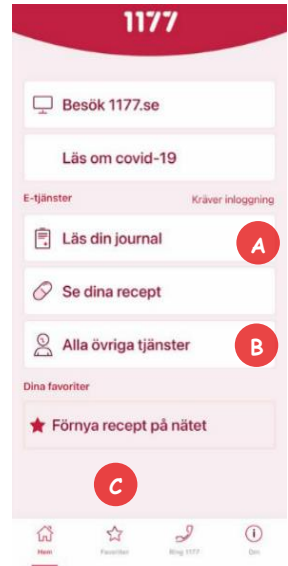 1177
Besök 1177.se
Läs om covid-19
E-tjänster Kräver inloggning
Läs din journal A
Se dina recept
Alla övriga tjänster B
Dina favoriter
Förnya recept på nätet
C
Hem Favoriter Ring 1177 Om